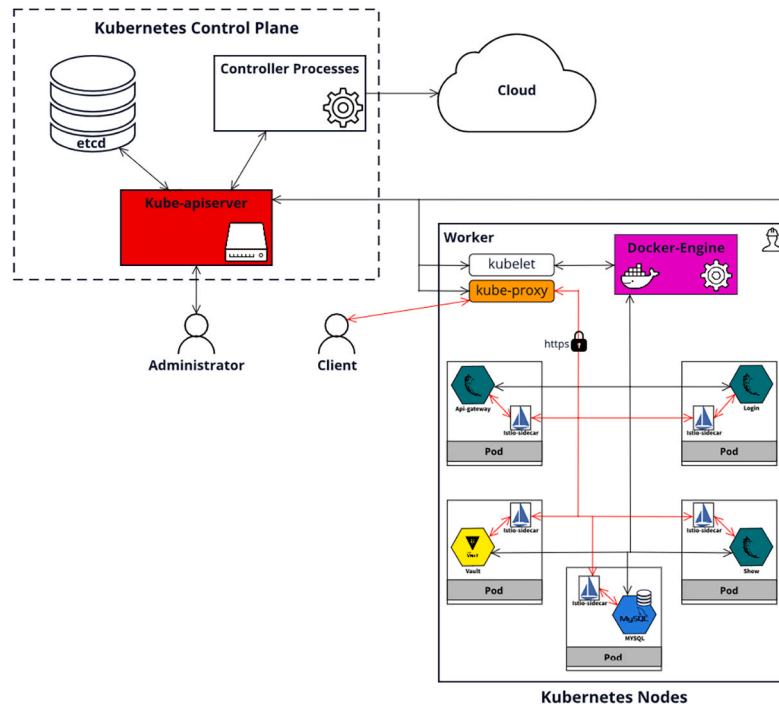 Kubernetes Control Plane
Controller Processes
etcd
Cloud
Kube-apiserver
Worker
kubelet
Docker-Engine
kube-proxy
https
Administrator
Client
Api-gateway
Istio-sidecar
Pod
Login
Istio-sidecar
Pod
Istio-sidecar
Vault
Pod
Istio-sidecar
Show
Pod
Istio-sidecar
MySQL
MYSQL
Pod
Kubernetes Nodes